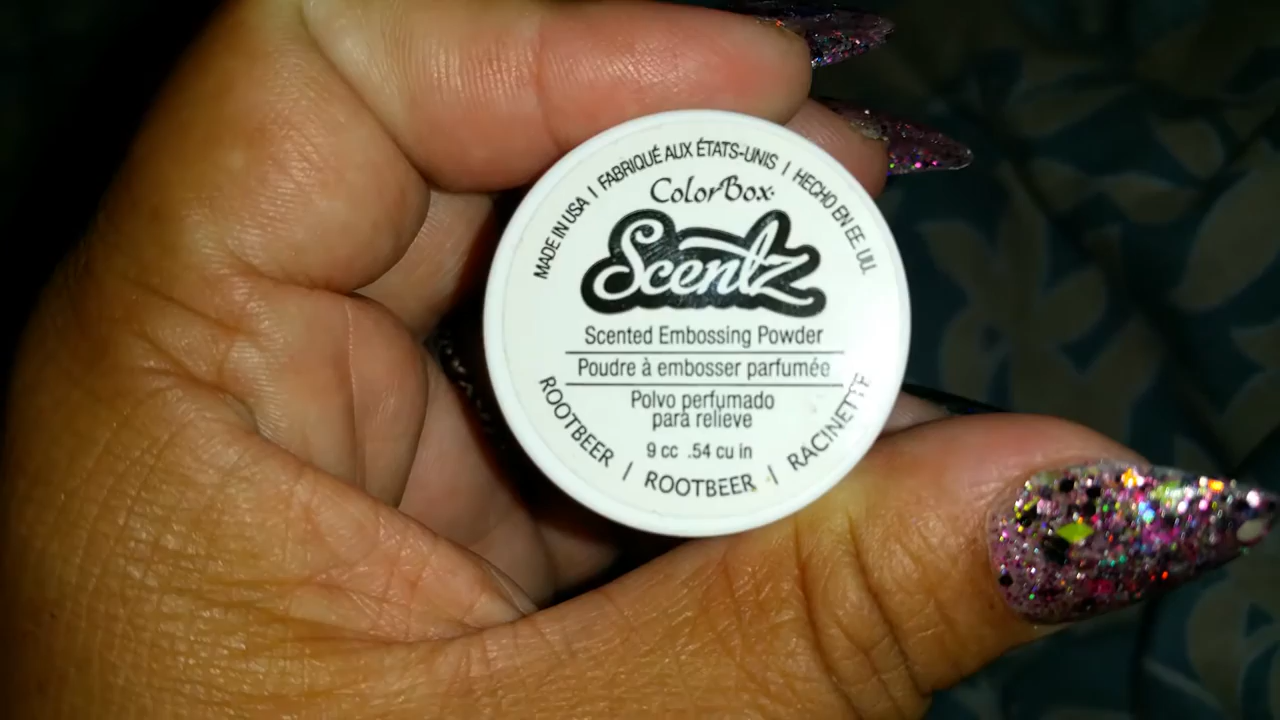 MADE IN USA | FABRIQUÉ AUX ÉTATS-UNIS | HECHO EN EE. UU.
ColorBox
Scentz
Scented Embossing Powder
Poudre à embosser parfumée
Polvo perfumado
para relieve
9 cc .54 cu in
ROOTBEER | ROOTBEER | RACINETTE